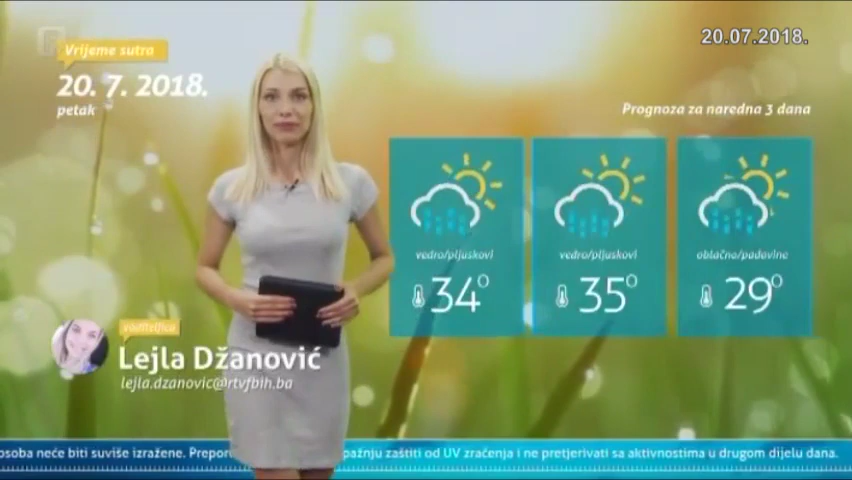 Vrijeme sutra
20. 7. 2018.
petak
20.07.2018.
Prognoza za naredna 3 dana
vedro/pljuskovi
34°
vedro/pljuskovi
35°
oblačno/padavine
29°
voditeljica
Lejla Džanović
lejla.dzanovic@rtvfbih.ba
osoba neće biti suviše izražene. Prepor pažnju zaštiti od UV zračenja i ne pretjerivati sa aktivnostima u drugom dijelu dana.